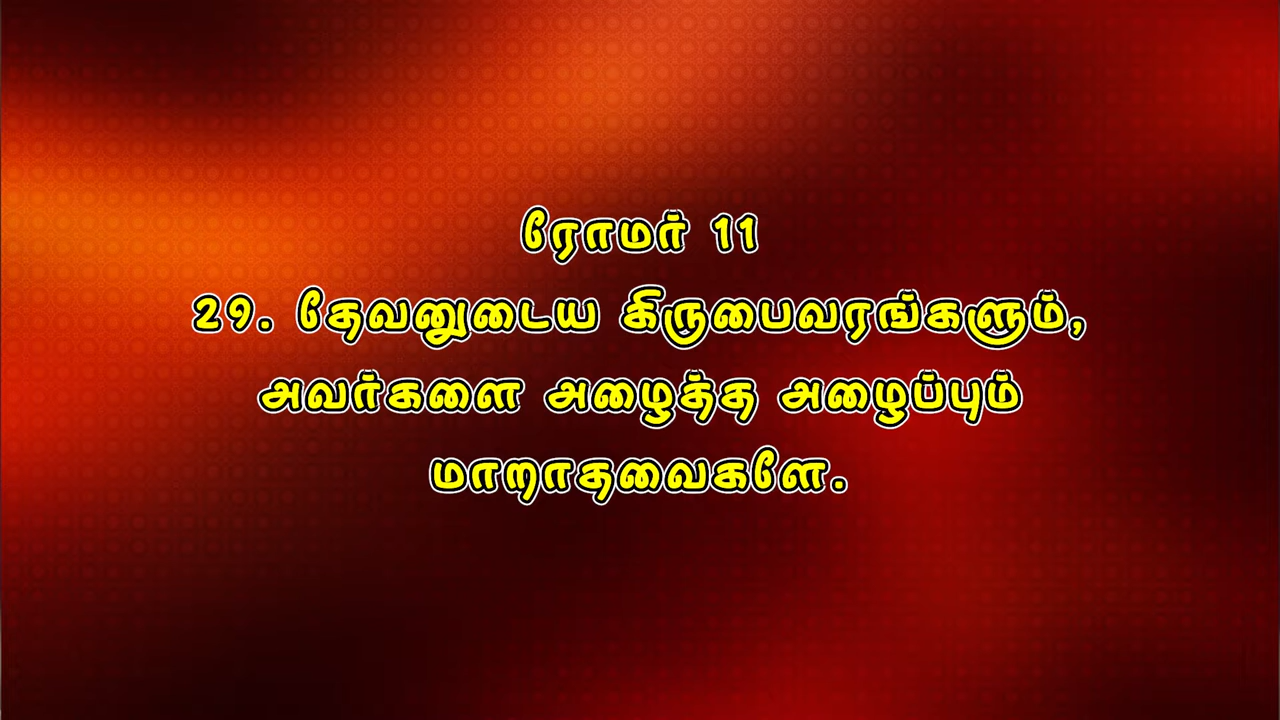 ரோமர் 11
29. தேவனுடைய கிருபைவரங்களும்,
அவர்களை அழைத்த அழைப்பும்
மாறாதவைகளே.